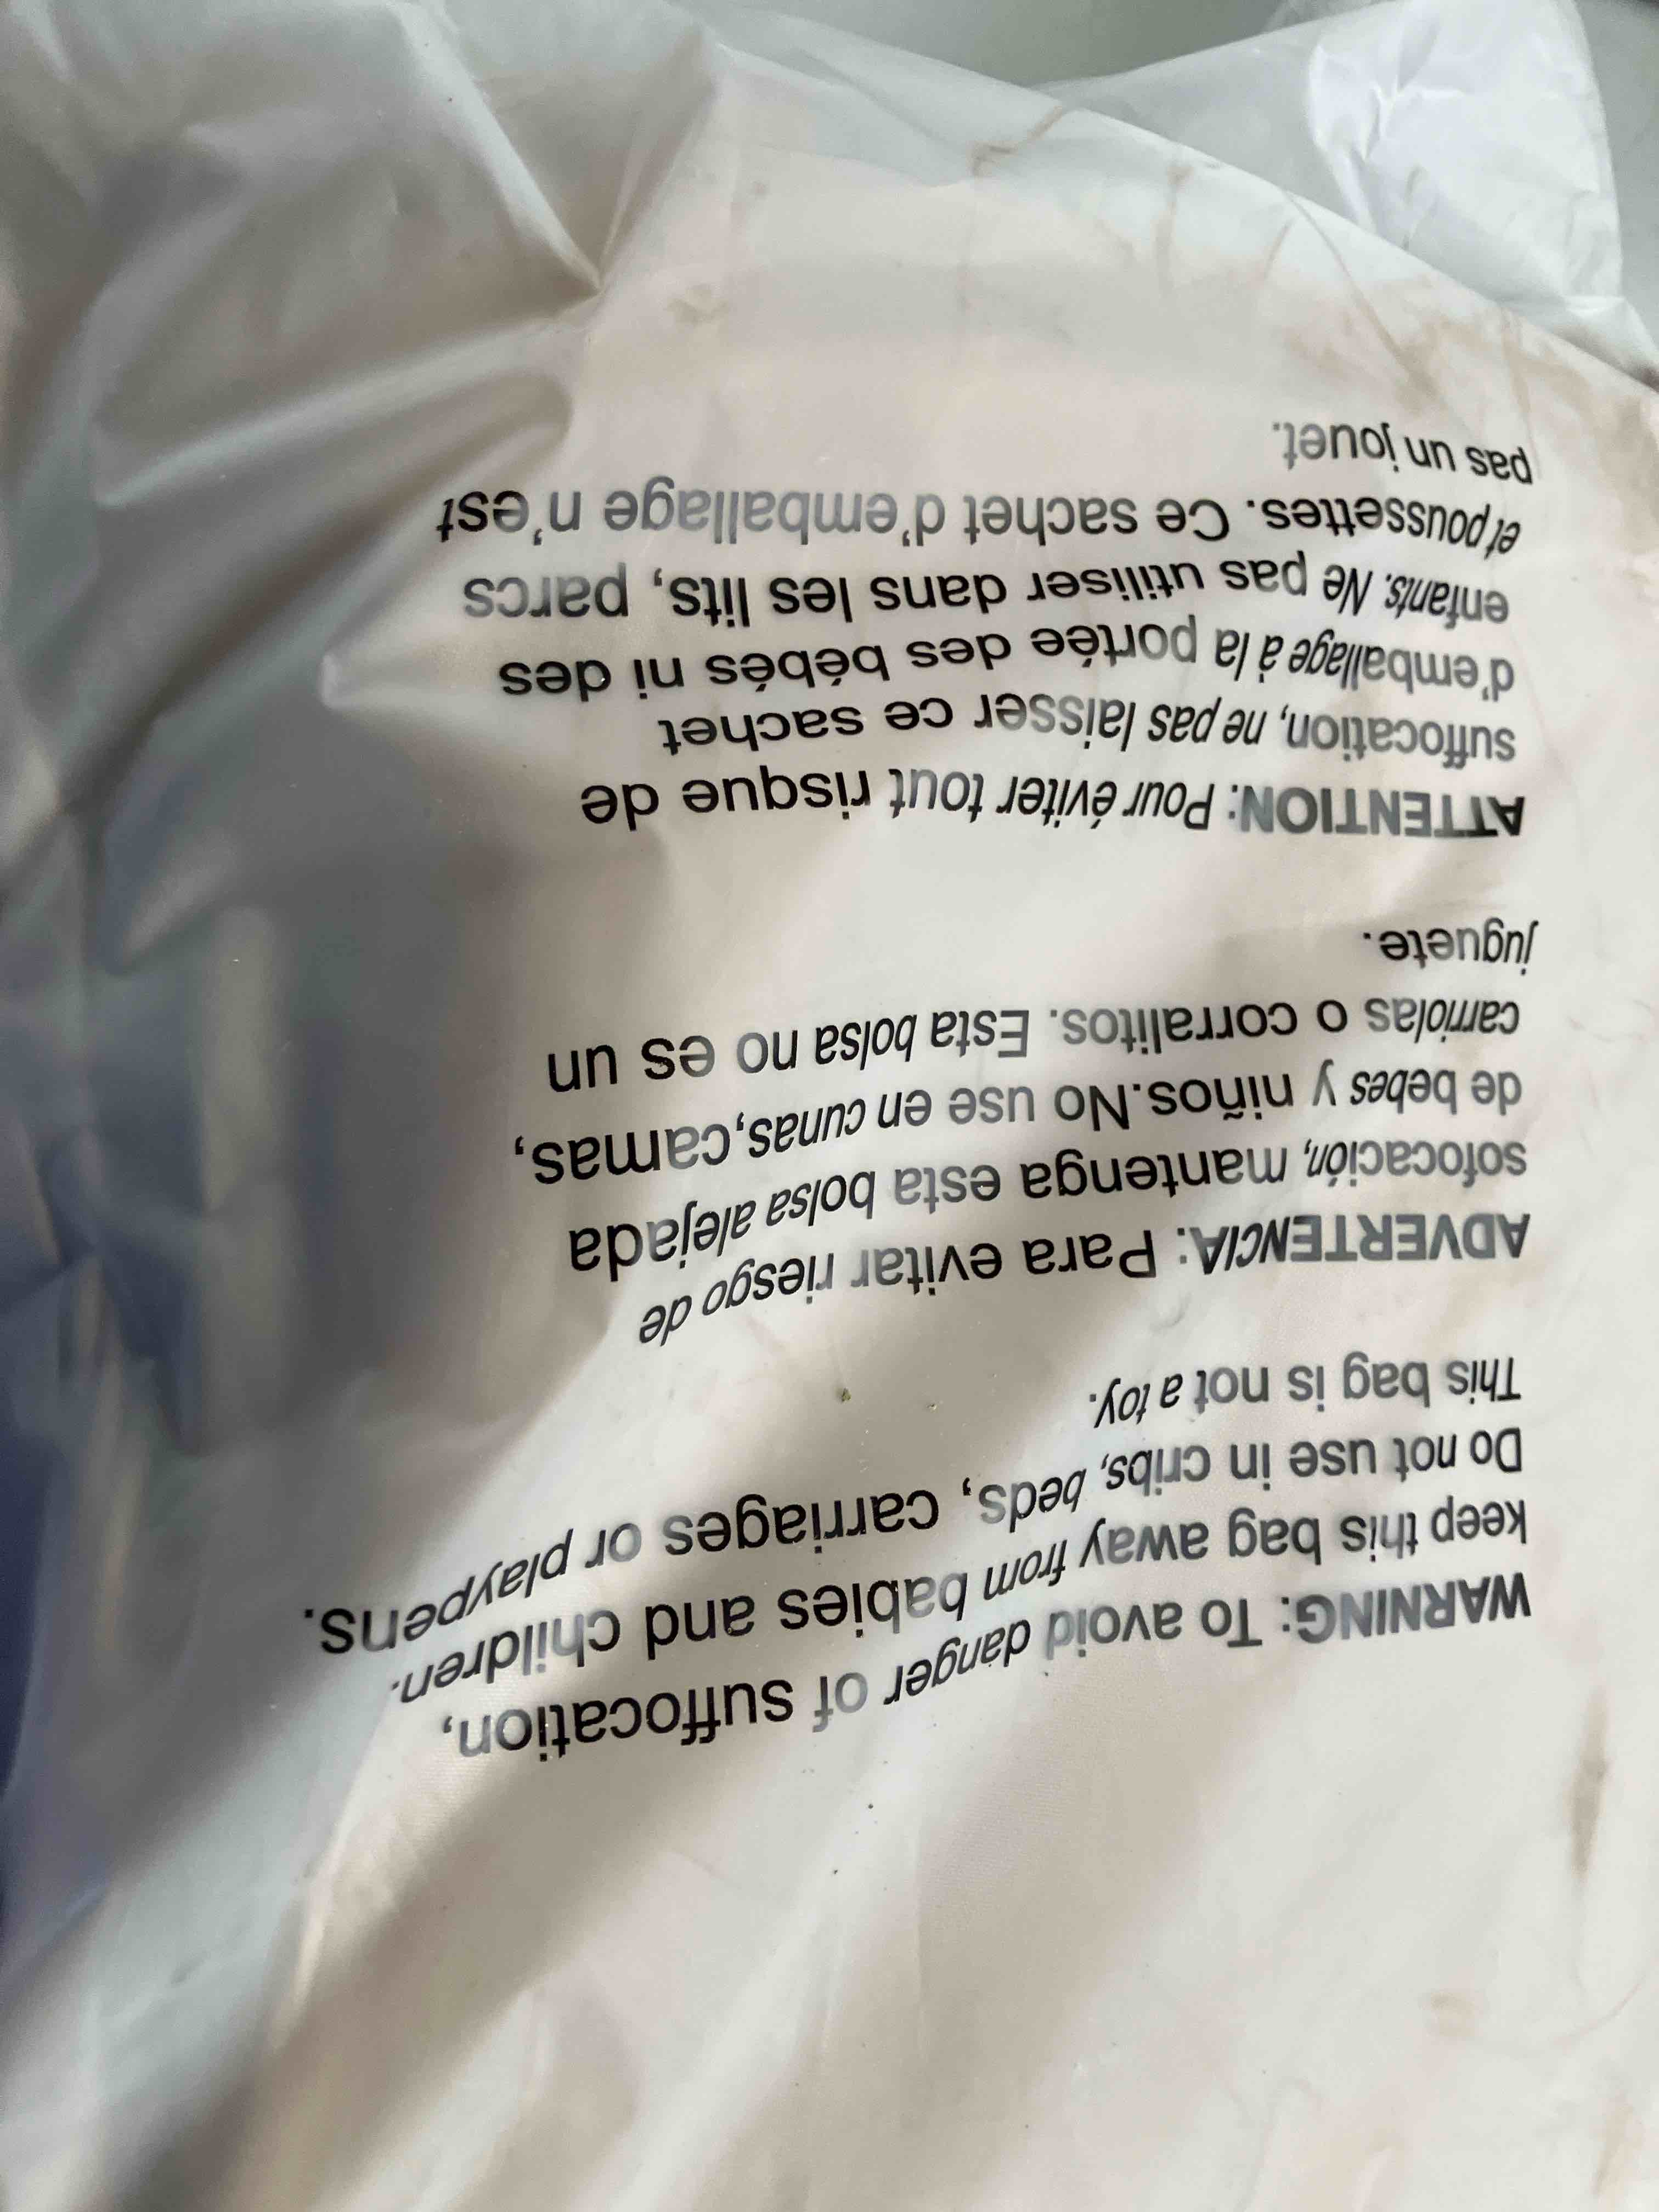 WARNING: To avoid danger of suffocation,
keep this bag away from babies and children.
Do not use in cribs, beds, carriages or playpens.
This bag is not a toy.
ADVERTENCIA: Para evitar riesgo de
sofocación, mantenga esta bolsa alejada
de bebes y niños.No use en cunas,camas,
carriolas o corralitos. Esta bolsa no es un
juguete.
ATTENTION: Pour éviter tout risque de
suffocation, ne pas laisser ce sachet
d'emballage à la portée des bébés ni des
enfants. Ne pas utiliser dans les lits, parcs
et poussettes. Ce sachet d'emballage n'est
pas un jouet.